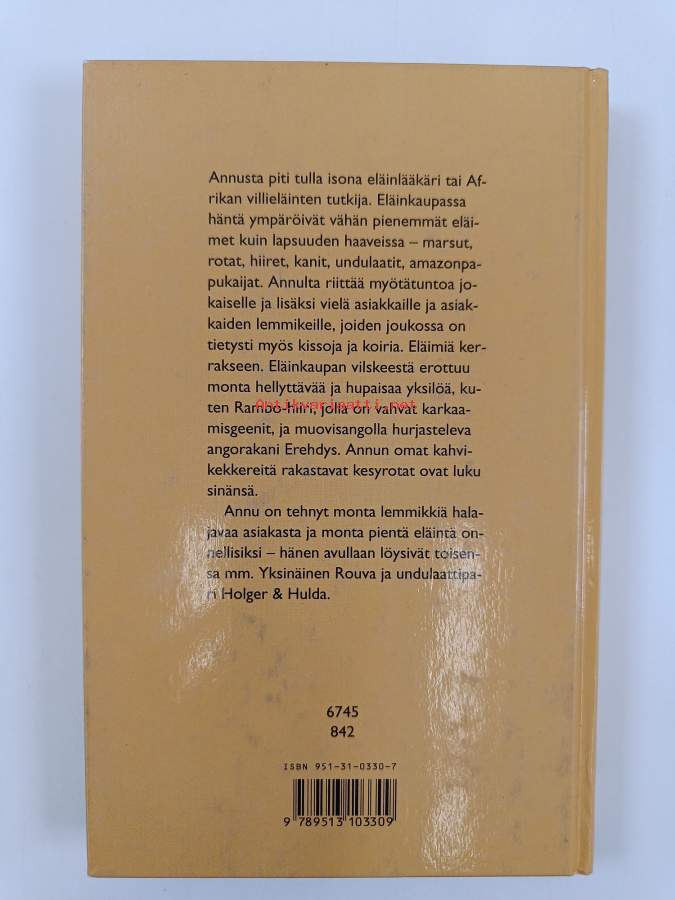 Annusta piti tulla isona eläinlääkäri tai Af-
rikan villieläinten tutkija. Eläinkaupassa
häntä ympäröivät vähän pienemmät eläi-
met kuin lapsuuden haaveissa – marsut,
rotat, hiiret, kanit, undulaatit, amazonpa-
pukaijat. Annulta riittää myötätuntoa jo-
kaiselle ja lisäksi vielä asiakkaille ja asiak-
kaiden lemmikeille, joiden joukossa on
tietysti myös kissoja ja koiria. Eläimiä ker-
rakseen. Eläinkaupan vilskeestä erottuu
monta hellyttävää ja hupaisaa yksilöä, ku-
Antikvariaatti.net
ten Rambo-hiiri, jolla on vahvat karkaa-
misgeenit, ja muovisangolla hurjasteleva
angorakani Erehdys. Annun omat kahvi-
kekkereitä rakastavat kesyrotat ovat luku
sinänsä.
Annu on tehnyt monta lemmikkiä hala-
javaa asiakasta ja monta pientä eläintä on-
nellisiksi – hänen avullaan löysivät toisen-
sa mm. Yksinäinen Rouva ja undulaattipa-
ri Holger & Hulda.
6745
842
ISBN 951-31-0330-7
9 789513 103309